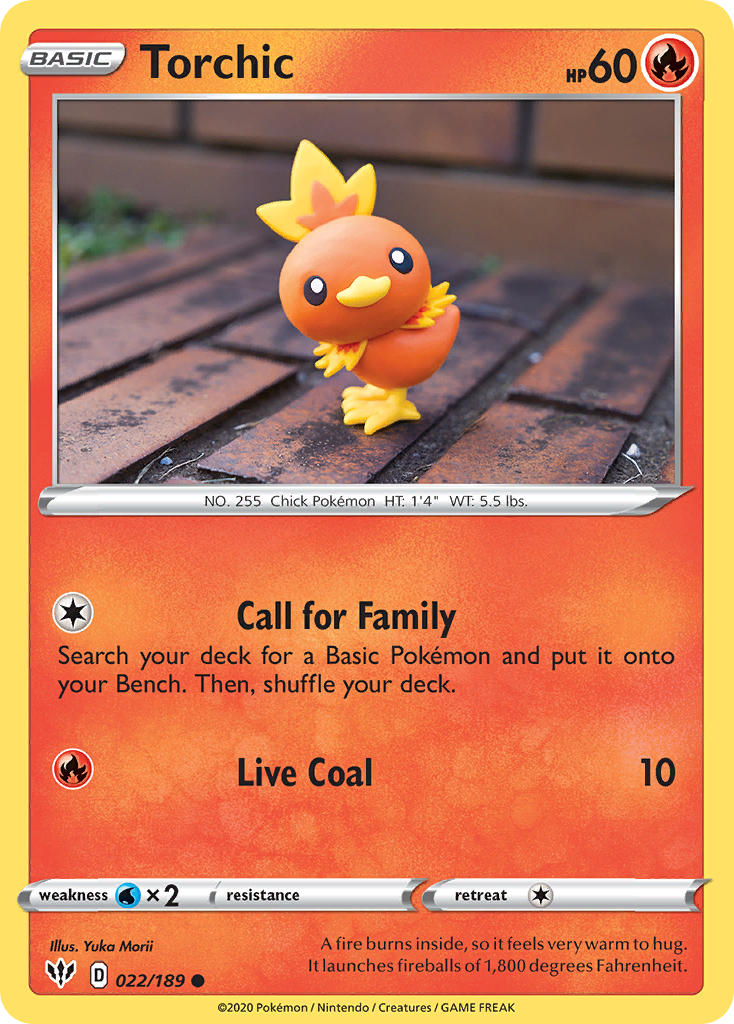 BASIC Torchic HP60
NO. 255 Chick Pokémon HT: 1'4" WT: 5.5 lbs.
Call for Family
Search your deck for a Basic Pokémon and put it onto
your Bench. Then, shuffle your deck.
Live Coal 10
weakness ×2 resistance retreat
Illus. Yuka Morii
A fire burns inside, so it feels very warm to hug.
It launches fireballs of 1,800 degrees Fahrenheit.
D 022/189
©2020 Pokémon / Nintendo / Creatures / GAME FREAK